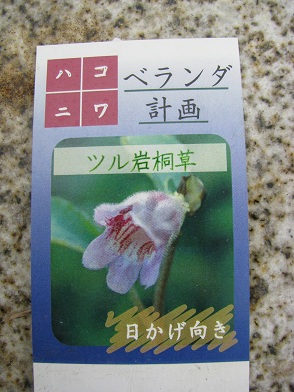 ハコニワ
ベランダ
計画
ツル岩桐草
日かげ向き